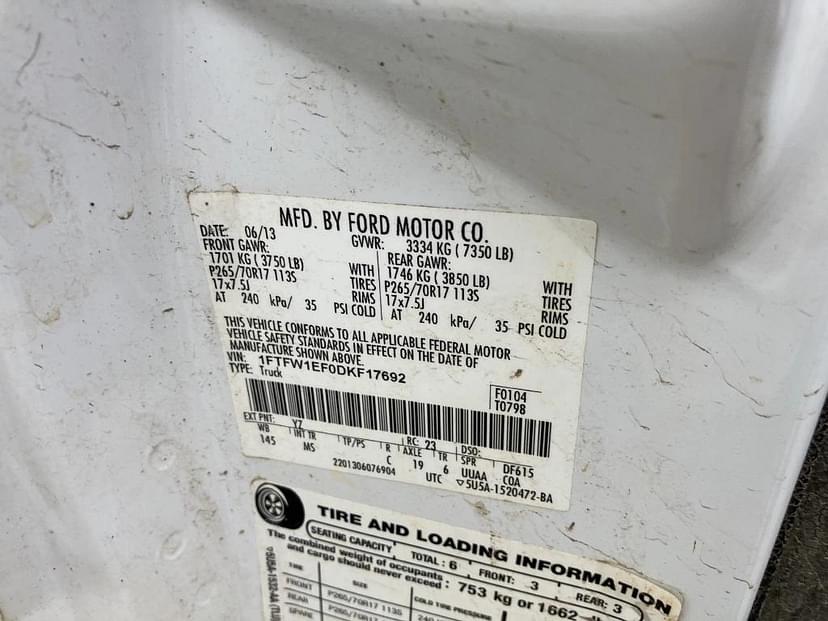 MFD. BY FORD MOTOR CO.
DATE: 06/13 GVWR: 3334 KG ( 7350 LB)
FRONT GAWR: REAR GAWR:
1701 KG ( 3750 LB) WITH 1746 KG ( 3850 LB) WITH
P265/70R17 113S TIRES P265/70R17 113S TIRES
17x7.5J RIMS 17x7.5J RIMS
AT 240 kPa/ 35 PSI COLD AT 240 kPa/ 35 PSI COLD
THIS VEHICLE CONFORMS TO ALL APPLICABLE FEDERAL MOTOR
VEHICLE SAFETY STANDARDS IN EFFECT ON THE DATE OF
MANUFACTURE SHOWN ABOVE.
VIN: 1FTFW1EF0DKF17692
TYPE: Truck
F0104
T0798
EXT PNT: YZ RC: 23 DSO:
WB INT TR TP/PS R AXLE TR SPR DF615
145 MS C 19 6 UUAA COA
2201306076904 UTC ▽5U5A-1520472-BA
TIRE AND LOADING INFORMATION
SEATING CAPACITY TOTAL: 6 FRONT: 3 REAR: 3
The combined weight of occupants
and cargo should never exceed: 753 kg or 1662
TIRE SIZE COLD TIRE PRESSURE
FRONT P265/70R17 113S 240
REAR P265/70R17
SPARE